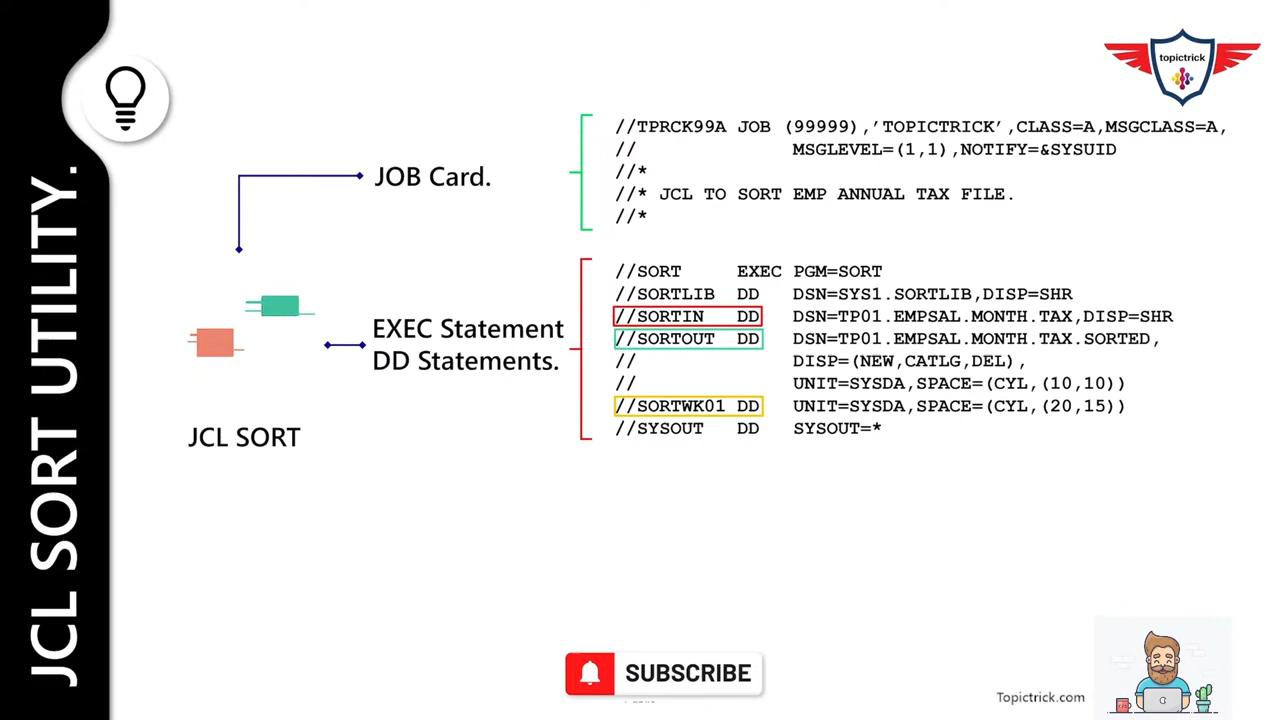 JCL SORT UTILITY.
topictrick
JOB Card.
//TPRCK99A JOB (99999),’TOPICTRICK’,CLASS=A,MSGCLASS=A,
// MSGLEVEL=(1,1),NOTIFY=&SYSUID
//*
//* JCL TO SORT EMP ANNUAL TAX FILE.
//*
EXEC Statement
DD Statements.
//SORT EXEC PGM=SORT
//SORTLIB DD DSN=SYS1.SORTLIB,DISP=SHR
//SORTIN DD DSN=TP01.EMPSAL.MONTH.TAX,DISP=SHR
//SORTOUT DD DSN=TP01.EMPSAL.MONTH.TAX.SORTED,
// DISP=(NEW,CATLG,DEL),
// UNIT=SYSDA,SPACE=(CYL,(10,10))
//SORTWK01 DD UNIT=SYSDA,SPACE=(CYL,(20,15))
//SYSOUT DD SYSOUT=*
JCL SORT
SUBSCRIBE
Topictrick.com